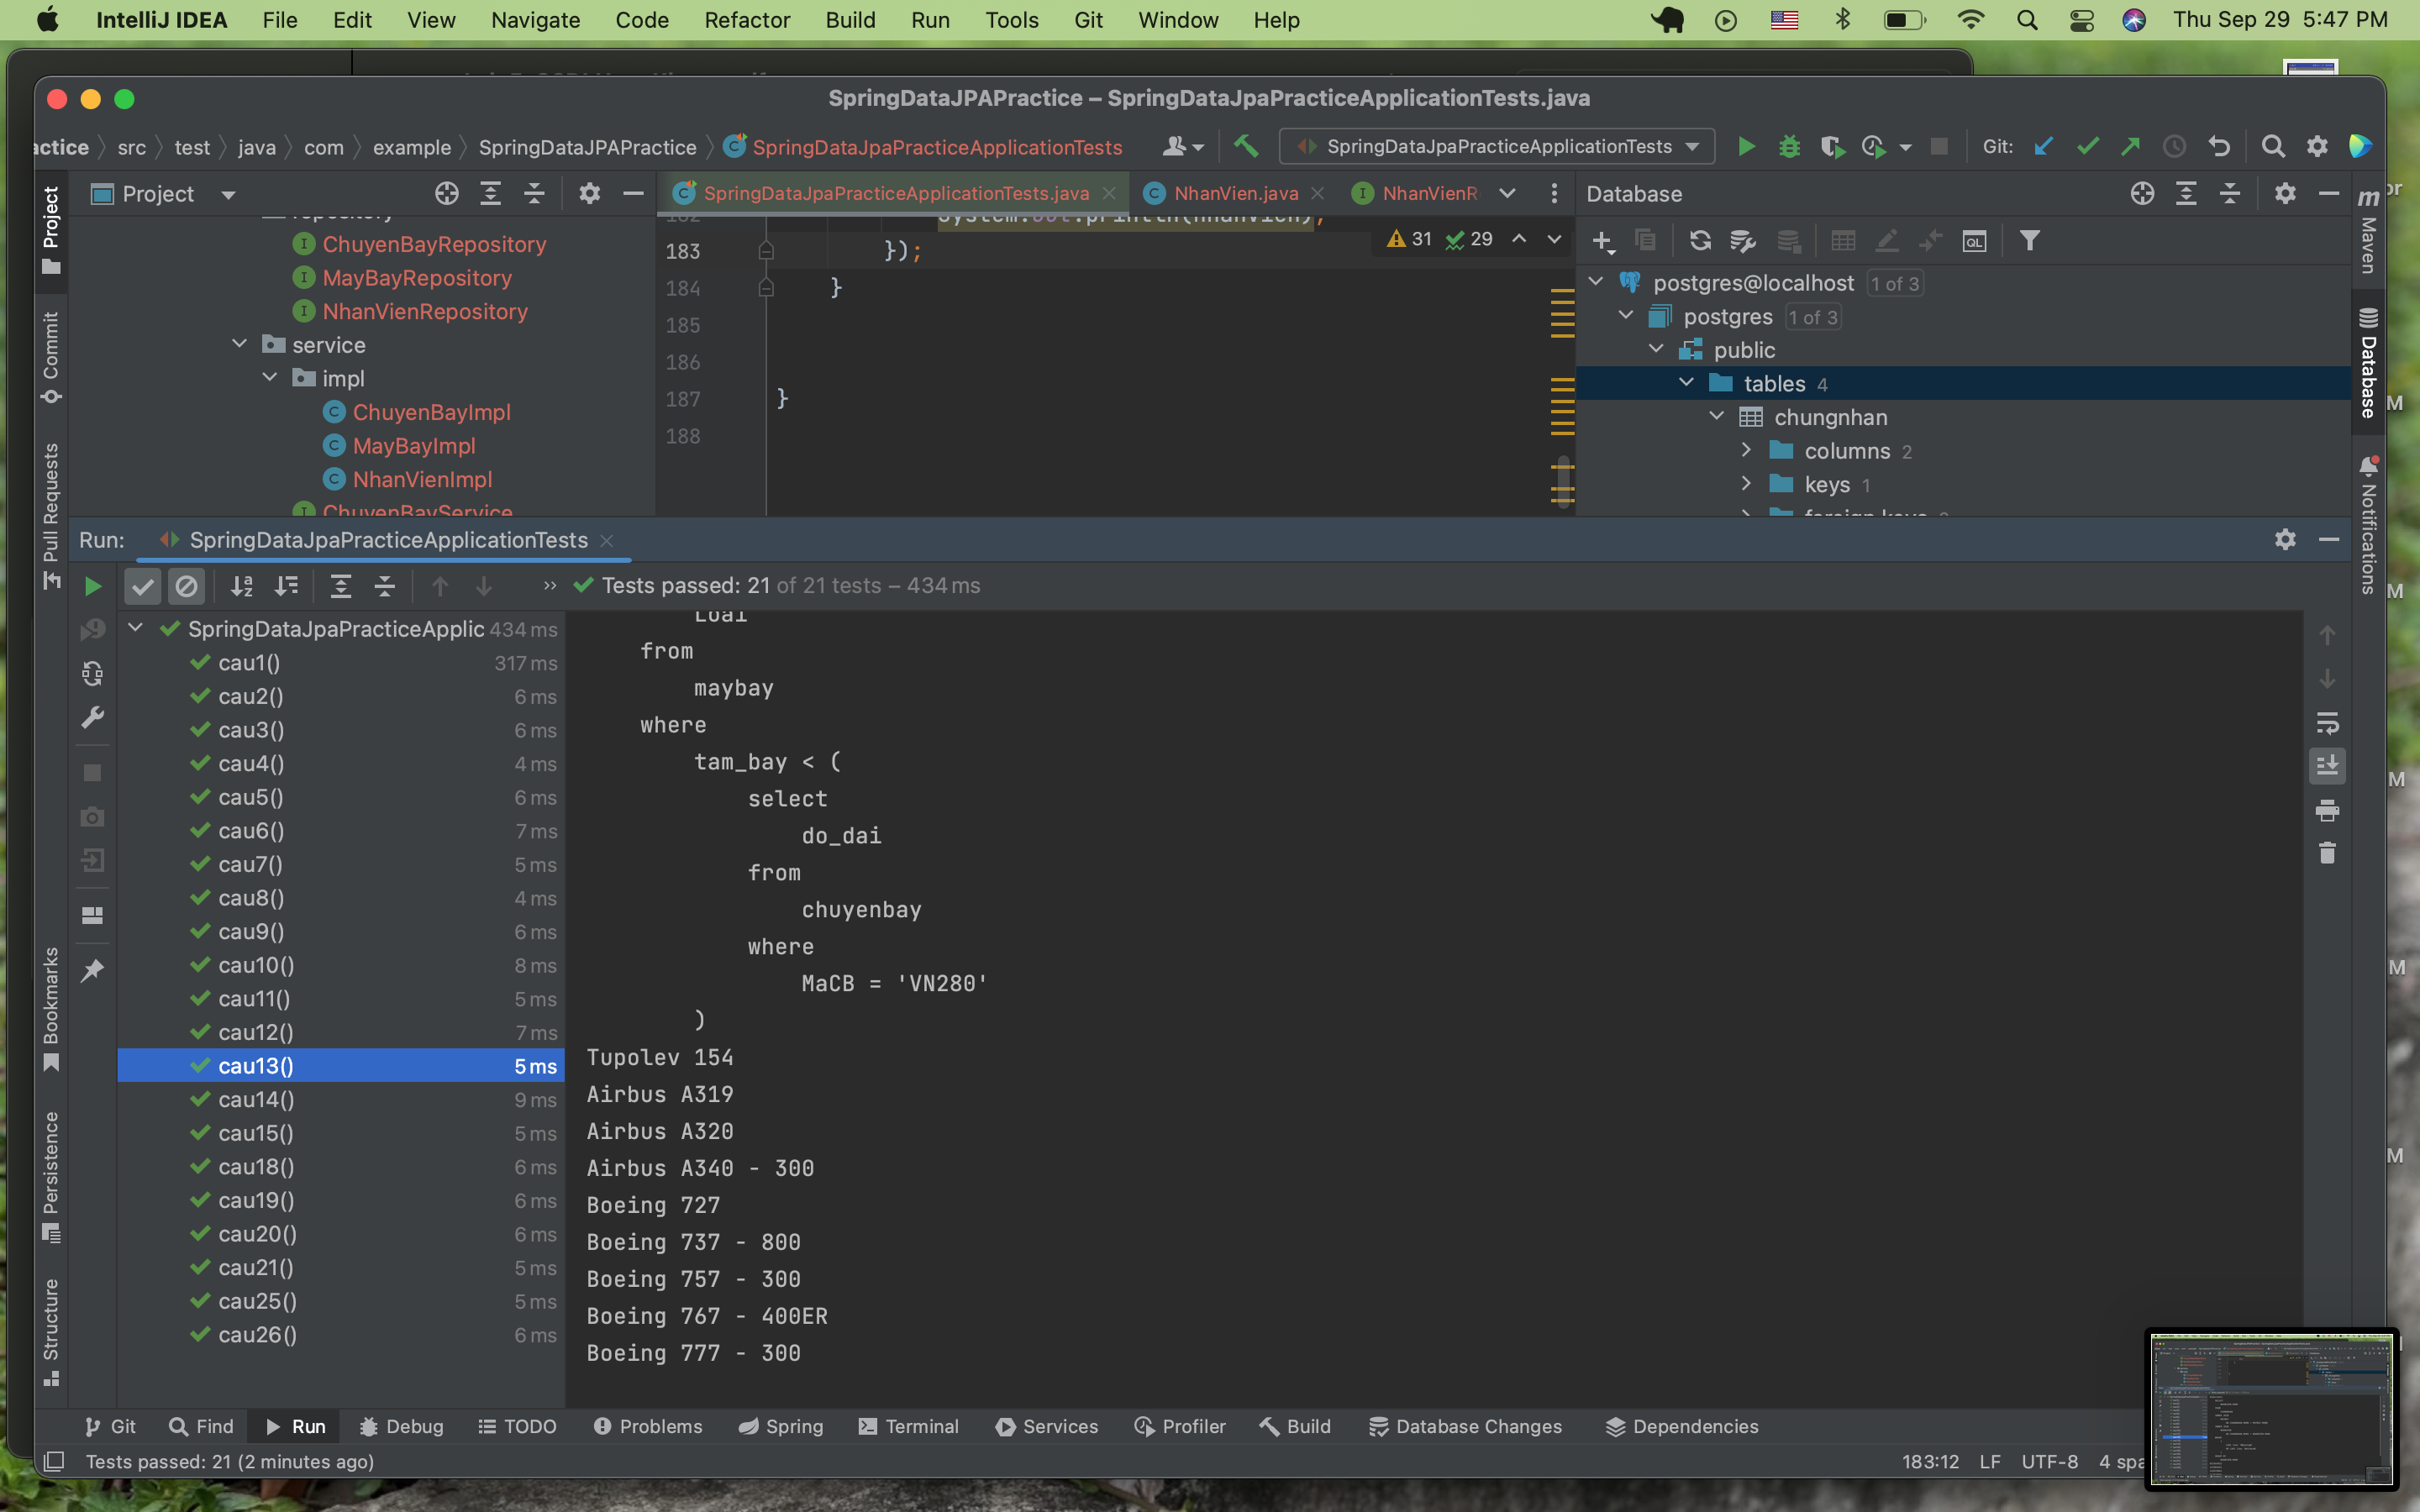 IntelliJ IDEA File Edit View Navigate Code Refactor Build Run Tools Git Window Help Thu Sep 29 5:47 PM
SpringDataJPAPractice – SpringDataJpaPracticeApplicationTests.java
actice src test java com example SpringDataJPAPractice SpringDataJpaPracticeApplicationTests SpringDataJpaPracticeApplicationTests Git:
Project SpringDataJpaPracticeApplicationTests.java NhanVien.java NhanVienR Database
repository
ChuyenBayRepository
MayBayRepository
NhanVienRepository
service
impl
ChuyenBayImpl
MayBayImpl
NhanVienImpl
ChuyenBayService
182 System.out.println(nhanVien);
183 });
184 }
185
186
187 }
188
31 29
postgres@localhost 1 of 3
postgres 1 of 3
public
tables 4
chungnhan
columns 2
keys 1
foreign keys
Project
Commit
Pull Requests
Bookmarks
Persistence
Structure
Maven
Database
Notifications
Run: SpringDataJpaPracticeApplicationTests
Tests passed: 21 of 21 tests – 434 ms
SpringDataJpaPracticeApplic 434 ms
cau1() 317 ms
cau2() 6 ms
cau3() 6 ms
cau4() 4 ms
cau5() 6 ms
cau6() 7 ms
cau7() 5 ms
cau8() 4 ms
cau9() 6 ms
cau10() 8 ms
cau11() 5 ms
cau12() 7 ms
cau13() 5 ms
cau14() 9 ms
cau15() 5 ms
cau18() 6 ms
cau19() 6 ms
cau20() 6 ms
cau21() 5 ms
cau25() 5 ms
cau26() 6 ms
Loai
from
maybay
where
tam_bay < (
select
do_dai
from
chuyenbay
where
MaCB = 'VN280'
)
Tupolev 154
Airbus A319
Airbus A320
Airbus A340 - 300
Boeing 727
Boeing 737 - 800
Boeing 757 - 300
Boeing 767 - 400ER
Boeing 777 - 300
Git Find Run Debug TODO Problems Spring Terminal Services Profiler Build Database Changes Dependencies
Tests passed: 21 (2 minutes ago) 183:12 LF UTF-8 4 spa